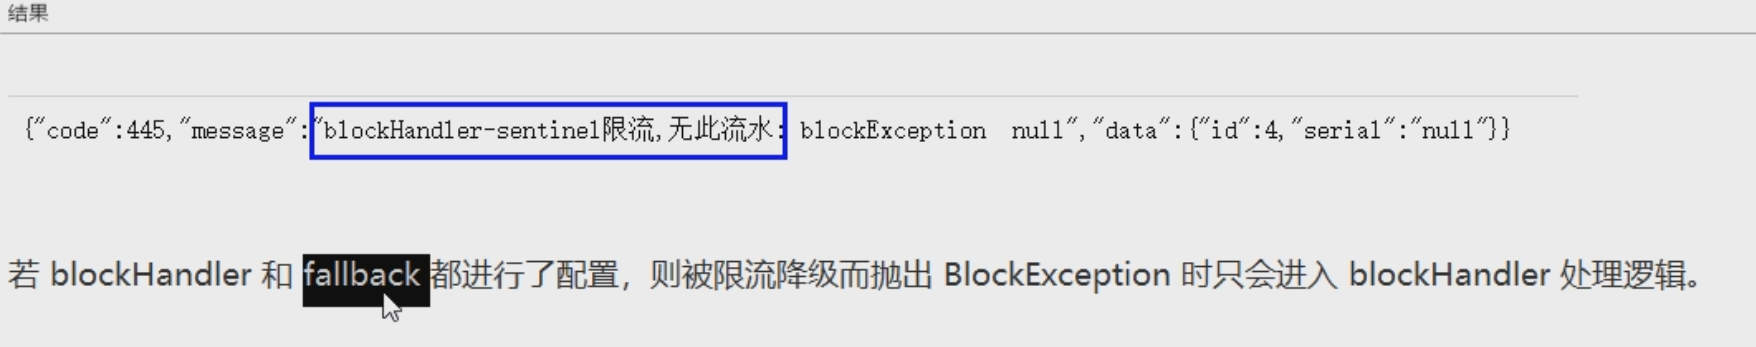 结果
{"code":445,"message":"blockHandler-sentinel限流,无此流水: blockException  null","data":{"id":4,"serial":"null"}}
若 blockHandler 和 fallback 都进行了配置，则被限流降级而抛出 BlockException 时只会进入 blockHandler 处理逻辑。